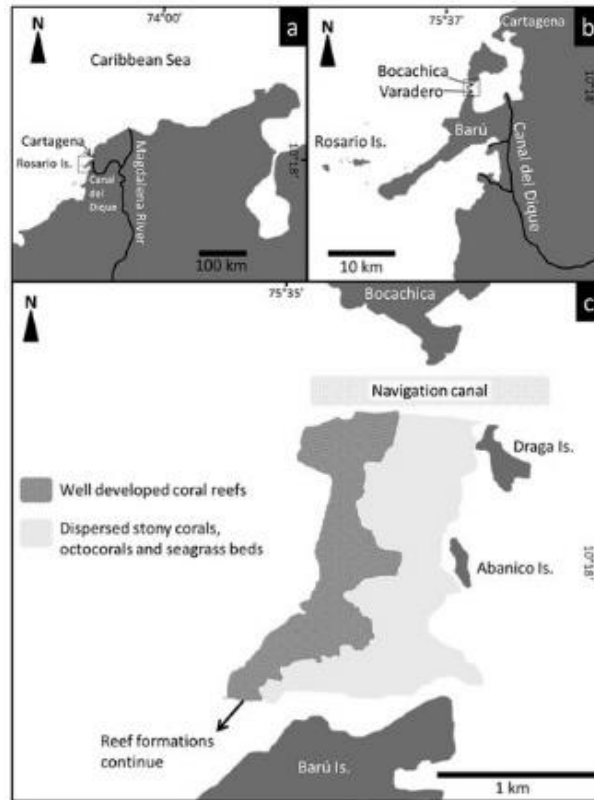 74°00'
N
a
Caribbean Sea
Cartagena
Rosario Is.
Canal
del
Dique
Magdalena River
10°18'
100 km
75°37'
N
Cartagena
b
Bocachica
Varadero
10°18'
Rosario Is.
Barú
Canal del Dique
10 km
N
75°35'
Bocachica
c
Navigation canal
Draga Is.
Well developed coral reefs
Dispersed stony corals,
octocorals and seagrass beds
10°18'
Abanico Is.
Reef formations
continue
Barú Is.
1 km